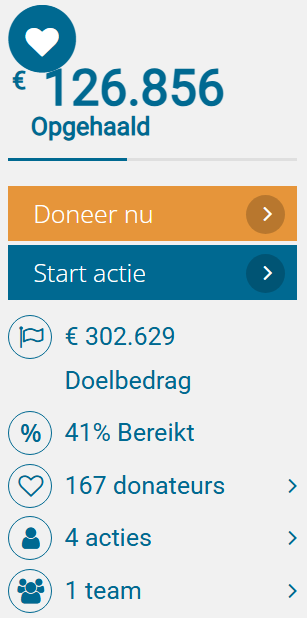 € 126.856
Opgehaald
Doneer nu
Start actie
€ 302.629
Doelbedrag
% 41% Bereikt
167 donateurs
4 acties
1 team